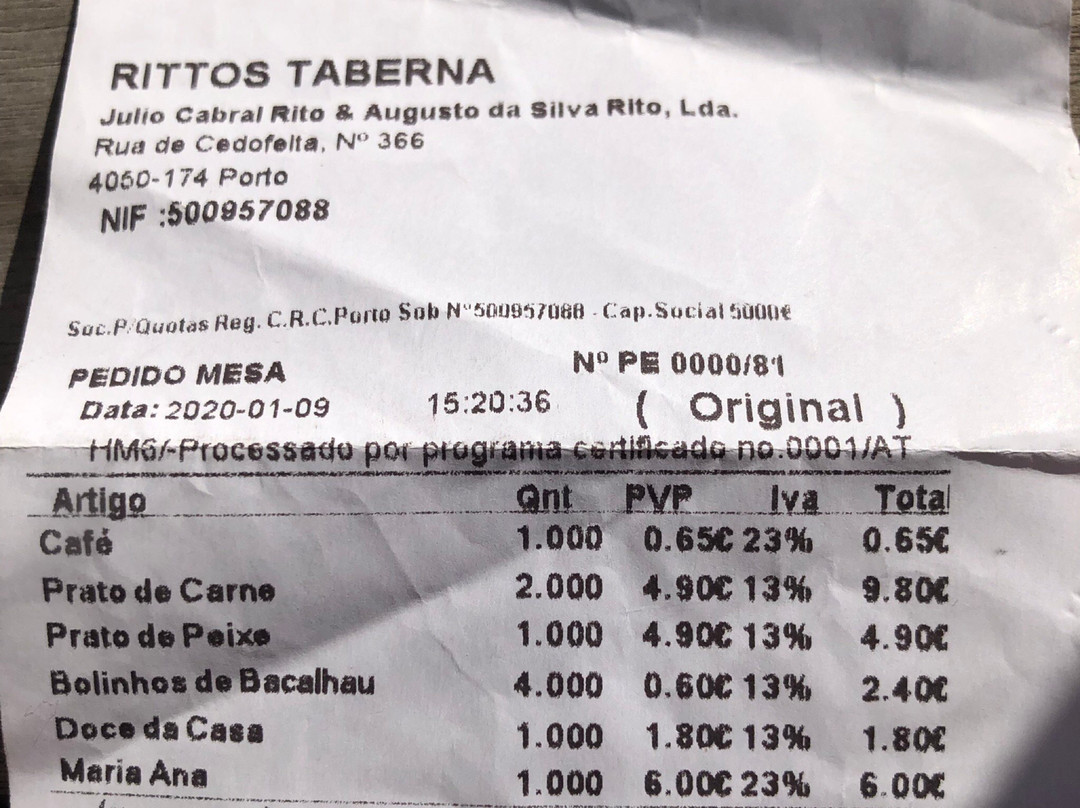 RITTOS TABERNA
Julio Cabral Rito & Augusto da Silva Rito, Lda.
Rua de Cedofeita, Nº 366
4050-174 Porto
NIF :500957088
Soc.P/Quotas Reg. C.R.C.Porto Sob Nº500957088 - Cap.Social 5000€
PEDIDO MESA Nº PE 0000/81
Data: 2020-01-09 15:20:36 ( Original )
HM6/-Processado por programa certificado no.0001/AT
Artigo Qnt PVP Iva Total
Café 1.000 0.65€ 23% 0.65€
Prato de Carne 2.000 4.90€ 13% 9.80€
Prato de Peixe 1.000 4.90€ 13% 4.90€
Bolinhos de Bacalhau 4.000 0.60€ 13% 2.40€
Doce da Casa 1.000 1.80€ 13% 1.80€
Maria Ana 1.000 6.00€ 23% 6.00€